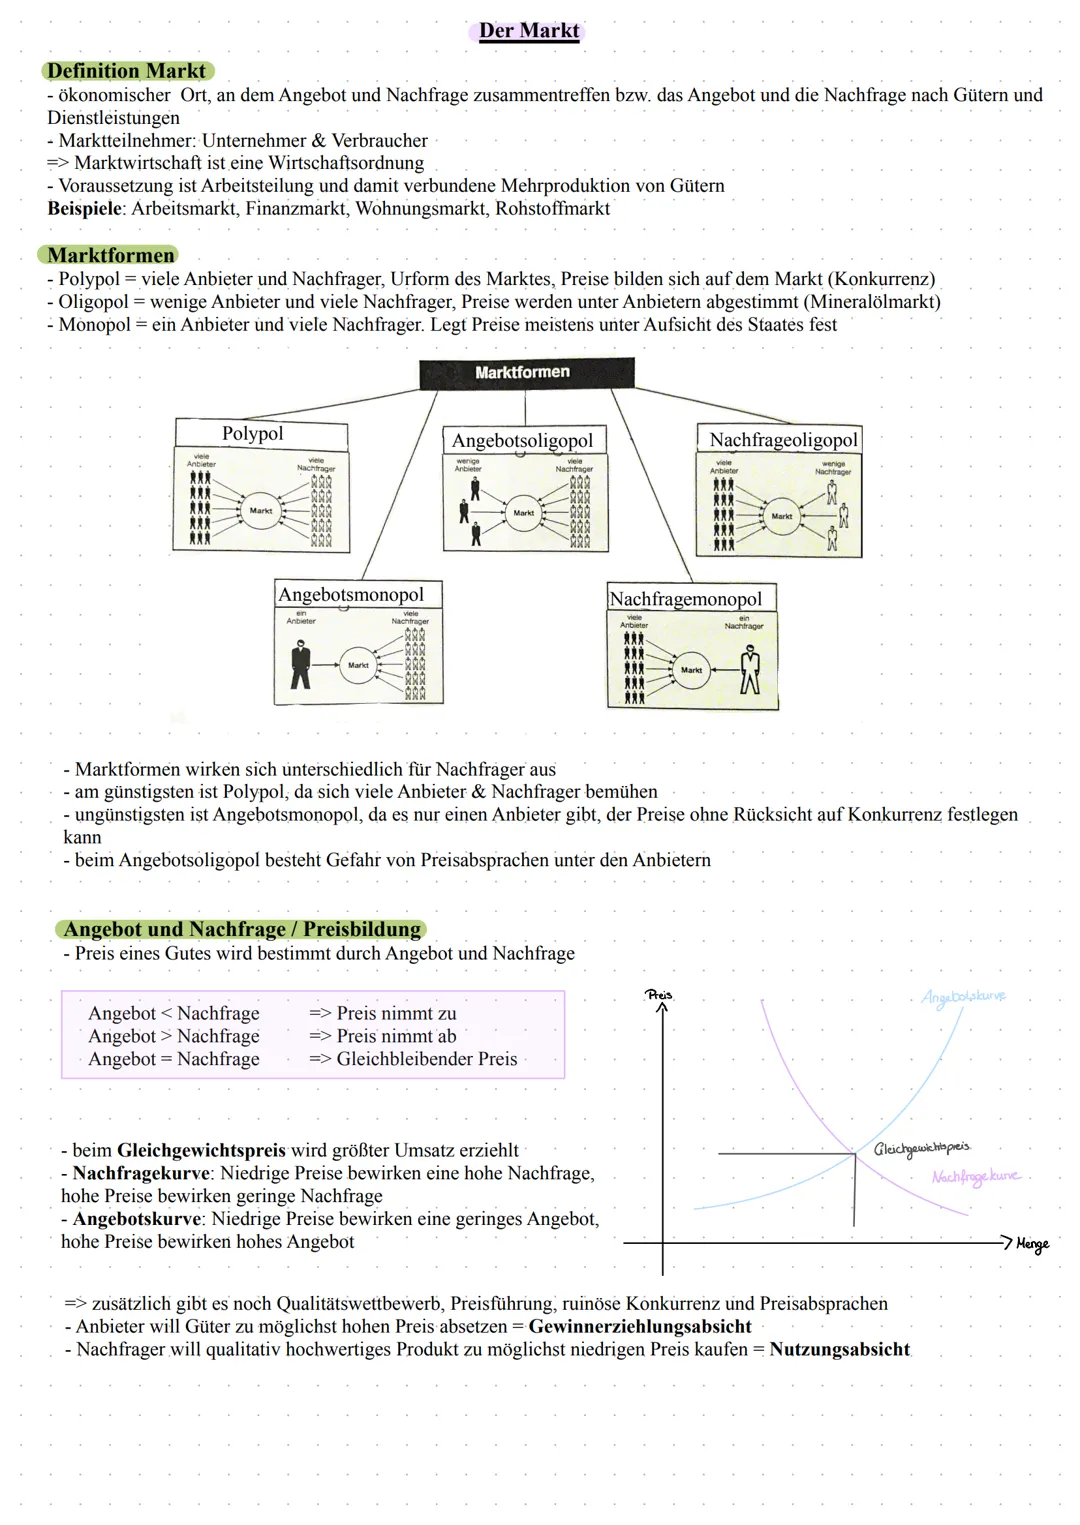 Der Markt
Definition Markt
- ökonomischer Ort, an dem Angebot und Nachfrage zusammentreffen bzw. das Angebot und die Nachfrage nach Gütern und
Dienstleistungen
- Marktteilnehmer: Unternehmer & Verbraucher
=> Marktwirtschaft ist eine Wirtschaftsordnung
- Voraussetzung ist Arbeitsteilung und damit verbundene Mehrproduktion von Gütern
Beispiele: Arbeitsmarkt, Finanzmarkt, Wohnungsmarkt, Rohstoffmarkt
Marktformen
- Polypol = viele Anbieter und Nachfrager, Urform des Marktes, Preise bilden sich auf dem Markt (Konkurrenz)
- Oligopol = wenige Anbieter und viele Nachfrager, Preise werden unter Anbietern abgestimmt (Mineralölmarkt)
- Monopol = ein Anbieter und viele Nachfrager. Legt Preise meistens unter Aufsicht des Staates fest
Marktformen
Polypol
viele
Anbieter
viele
Nachfrager
Markt
Angebotsoligopol
wenige
Anbieter
viele
Nachfrager
Markt
Nachfrageoligopol
viele
Anbieter
wenige
Nachfrager
Markt
Angebotsmonopol
ein
Anbieter
viele
Nachfrager
Markt
Nachfragemonopol
viele
Anbieter
ein
Nachfrager
Markt
- Marktformen wirken sich unterschiedlich für Nachfrager aus
- am günstigsten ist Polypol, da sich viele Anbieter & Nachfrager bemühen
- ungünstigsten ist Angebotsmonopol, da es nur einen Anbieter gibt, der Preise ohne Rücksicht auf Konkurrenz festlegen
kann
- beim Angebotsoligopol besteht Gefahr von Preisabsprachen unter den Anbietern
Angebot und Nachfrage / Preisbildung
- Preis eines Gutes wird bestimmt durch Angebot und Nachfrage
Angebot < Nachfrage => Preis nimmt zu
Angebot > Nachfrage => Preis nimmt ab
Angebot = Nachfrage => Gleichbleibender Preis
- beim Gleichgewichtspreis wird größter Umsatz erziehlt
- Nachfragekurve: Niedrige Preise bewirken eine hohe Nachfrage,
hohe Preise bewirken geringe Nachfrage
- Angebotskurve: Niedrige Preise bewirken eine geringes Angebot,
hohe Preise bewirken hohes Angebot
Preis
Angebotskurve
Gleichgewichtspreis
Nachfragekurve
Menge
=> zusätzlich gibt es noch Qualitätswettbewerb, Preisführung, ruinöse Konkurrenz und Preisabsprachen
- Anbieter will Güter zu möglichst hohen Preis absetzen = Gewinnerziehlungsabsicht
- Nachfrager will qualitativ hochwertiges Produkt zu möglichst niedrigen Preis kaufen = Nutzungsabsicht